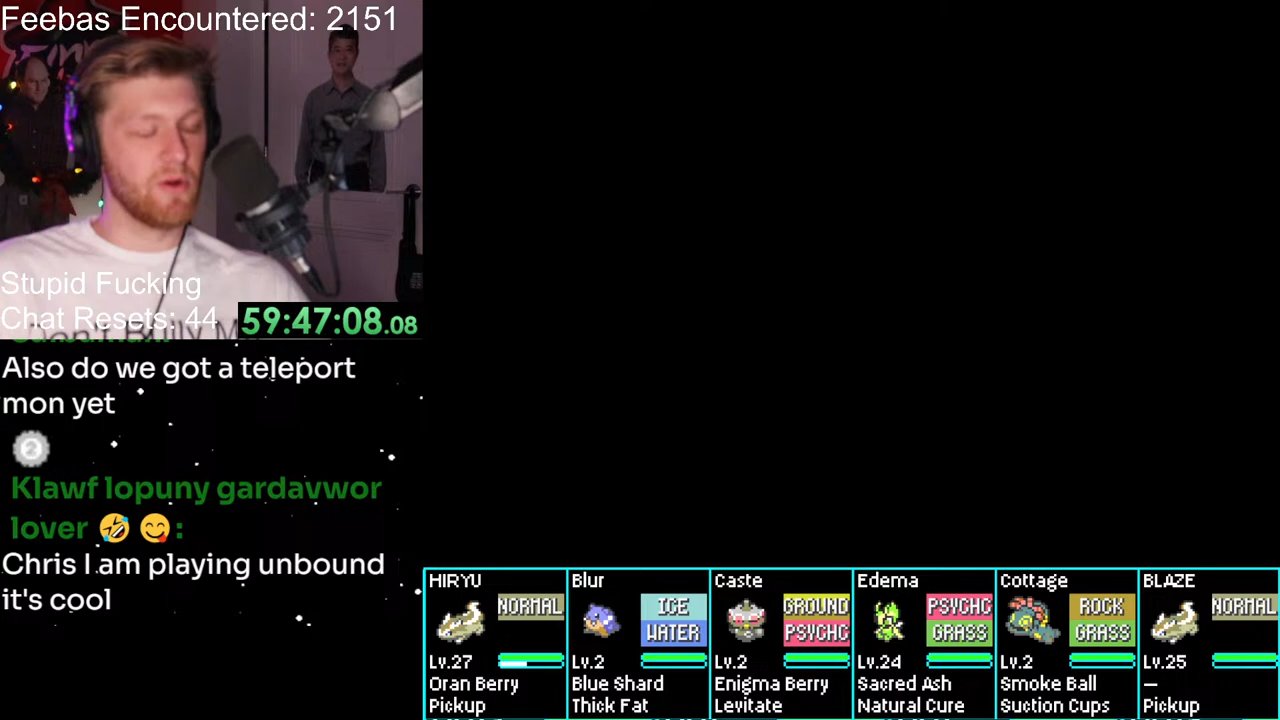 Feebas Encountered: 2151
Stupid Fucking
Chat Resets: 44
59:47:08.08
Also do we got a teleport
mon yet
2
Klawf lopuny gardavwor
lover 🤣 😋 :
Chris I am playing unbound
it's cool
HIRYU
NORMAL
Lv.27
Oran Berry
Pickup
Blur
ICE
WATER
Lv.2
Blue Shard
Thick Fat
Caste
GROUND
PSYCHC
Lv.2
Enigma Berry
Levitate
Edema
PSYCHC
GRASS
Lv.24
Sacred Ash
Natural Cure
Cottage
ROCK
GRASS
Lv.2
Smoke Ball
Suction Cups
BLAZE
NORMAL
Lv.25
—
Pickup